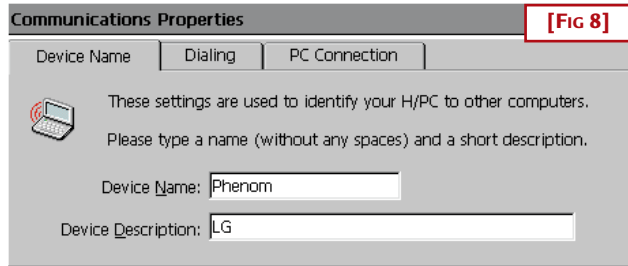 Communications Properties
[FIG 8]
Device Name Dialing PC Connection
These settings are used to identify your H/PC to other computers.
Please type a name (without any spaces) and a short description.
Device Name: Phenom
Device Description: LG